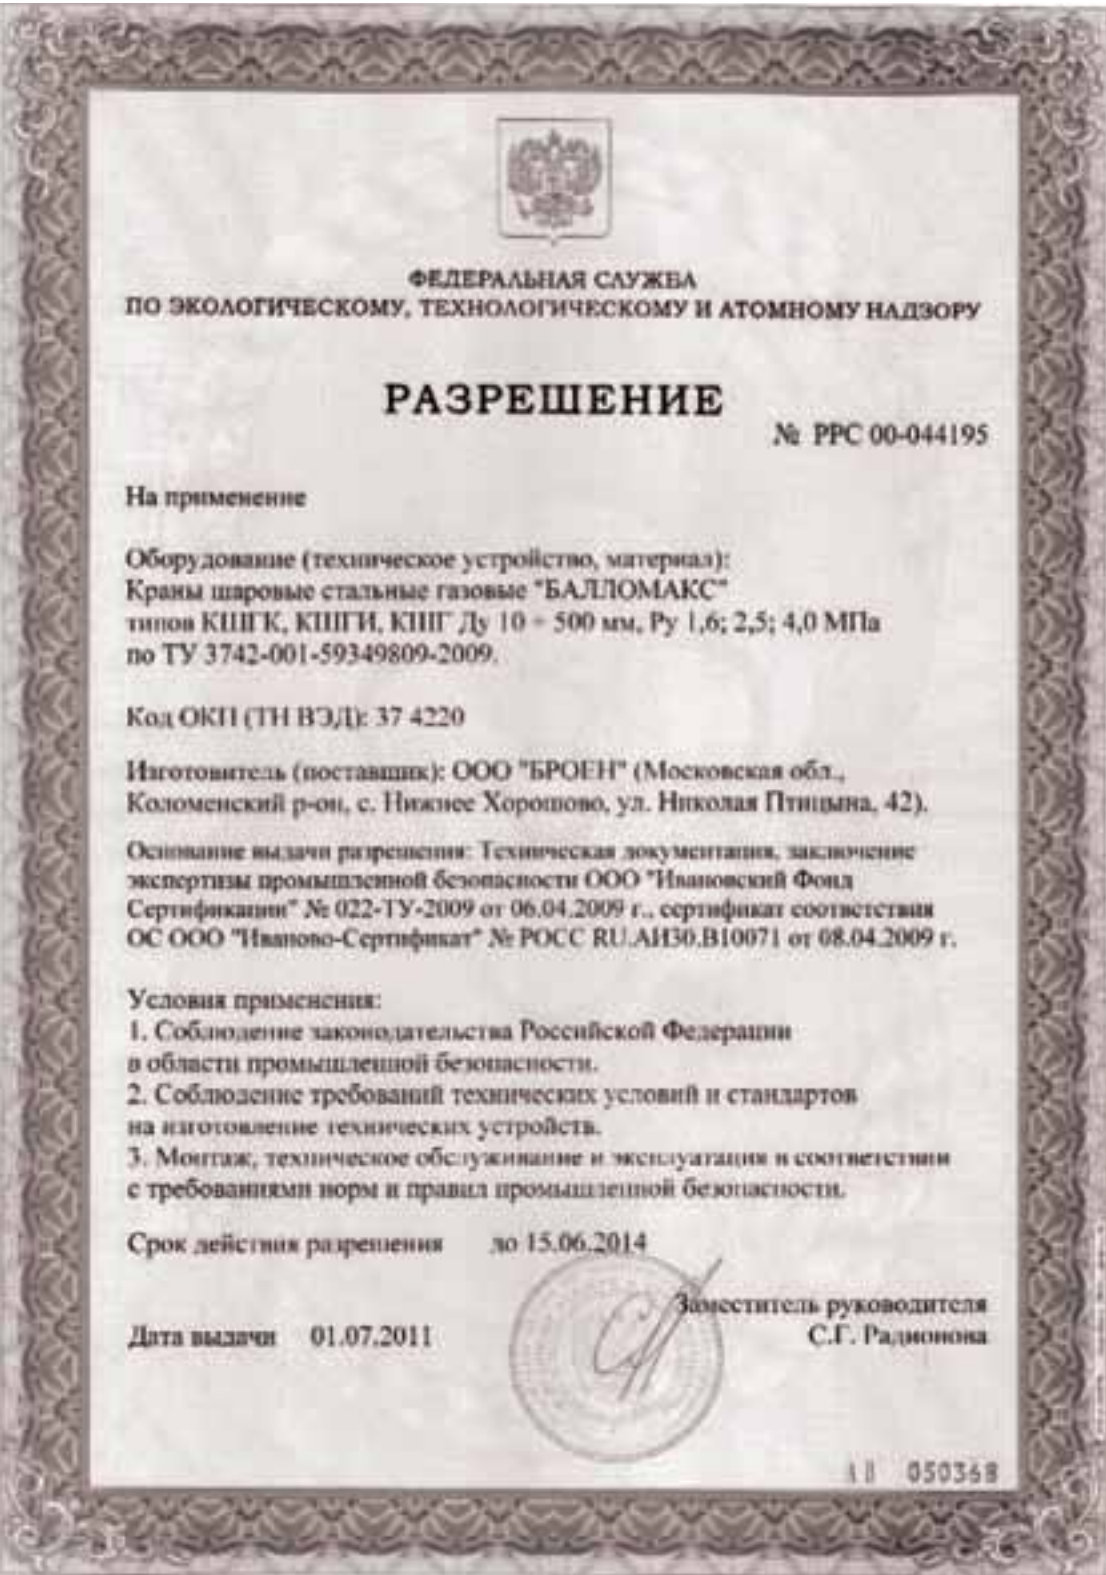 ФЕДЕРАЛЬНАЯ СЛУЖБА
ПО ЭКОЛОГИЧЕСКОМУ, ТЕХНОЛОГИЧЕСКОМУ И АТОМНОМУ НАДЗОРУ
РАЗРЕШЕНИЕ
№ РРС 00-044195
На применение
Оборудование (техническое устройство, материал):
Краны шаровые стальные газовые "БАЛЛОМАКС"
типов КШГК, КШГИ, КШГ Ду 10 ÷ 500 мм, Ру 1,6; 2,5; 4,0 МПа
по ТУ 3742-001-59349809-2009.
Код ОКП (ТН ВЭД): 37 4220
Изготовитель (поставщик): ООО "БРОЕН" (Московская обл.,
Коломенский р-он, с. Нижнее Хорошово, ул. Николая Птицына, 42).
Основание выдачи разрешения: Техническая документация, заключение
экспертизы промышленной безопасности ООО "Ивановский Фонд
Сертификации" № 022-ТУ-2009 от 06.04.2009 г., сертификат соответствия
ОС ООО "Иваново-Сертификат" № РОСС RU.АИ30.В10071 от 08.04.2009 г.
Условия применения:
1. Соблюдение законодательства Российской Федерации
в области промышленной безопасности.
2. Соблюдение требований технических условий и стандартов
на изготовление технических устройств.
3. Монтаж, техническое обслуживание и эксплуатация в соответствии
с требованиями норм и правил промышленной безопасности.
Срок действия разрешения до 15.06.2014
Заместитель руководителя
Дата выдачи 01.07.2011 С.Г. Радионова
АВ 050368